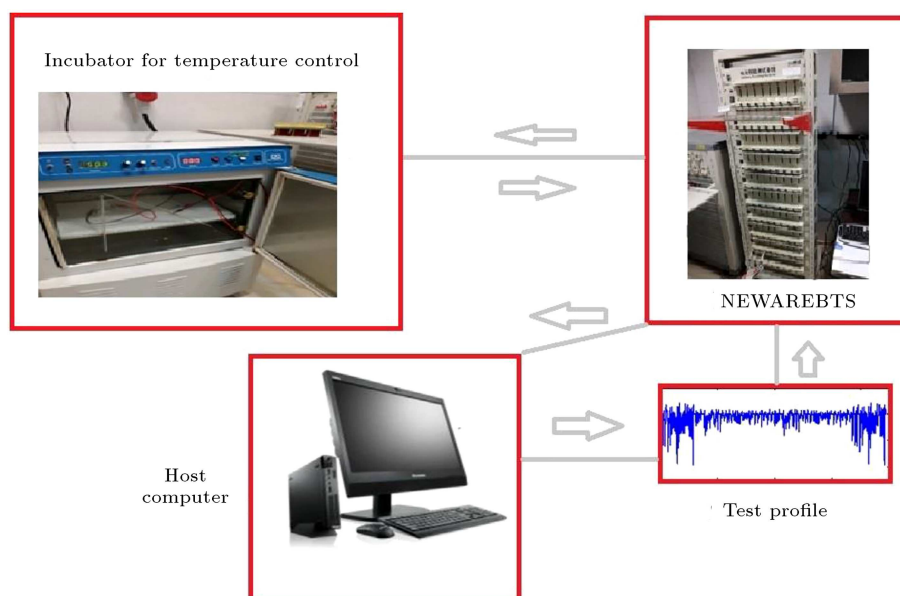 Incubator for temperature control
NEWAREBTS
Host
computer
Test profile